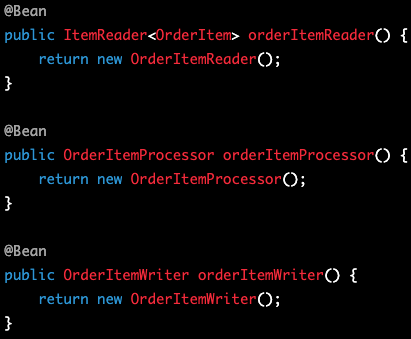 @Bean
public ItemReader<OrderItem> orderItemReader() {
    return new OrderItemReader();
}

@Bean
public OrderItemProcessor orderItemProcessor() {
    return new OrderItemProcessor();
}

@Bean
public OrderItemWriter orderItemWriter() {
    return new OrderItemWriter();
}